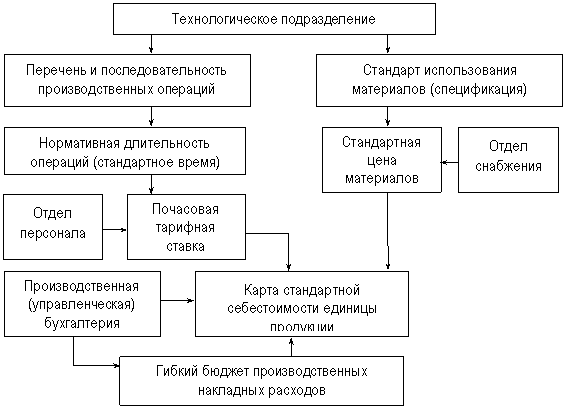 Технологическое подразделение
Перечень и последовательность
производственных операций
Стандарт использования
материалов (спецификация)
Нормативная длительность
операций (стандартное время)
Стандартная
цена
материалов
Отдел
снабжения
Отдел
персонала
Почасовая
тарифная
ставка
Производственная
(управленческая)
бухгалтерия
Карта стандартной
себестоимости единицы
продукции
Гибкий бюджет производственных
накладных расходов